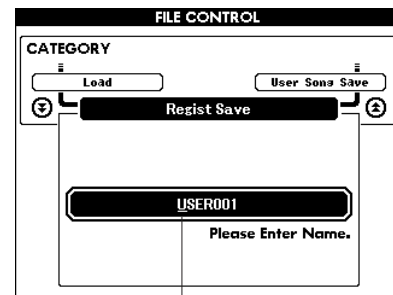 FILE CONTROL
CATEGORY
Load User Song Save
Regist Save
USER001
Please Enter Name.